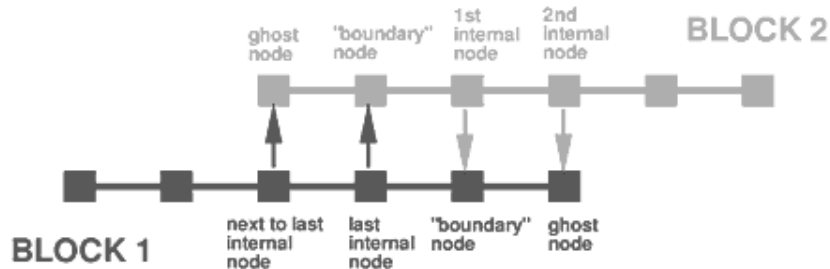 ghost
node
"boundary"
node
1st
internal
node
2nd
internal
node
BLOCK 2
BLOCK 1
next to last
internal
node
last
internal
node
"boundary"
node
ghost
node